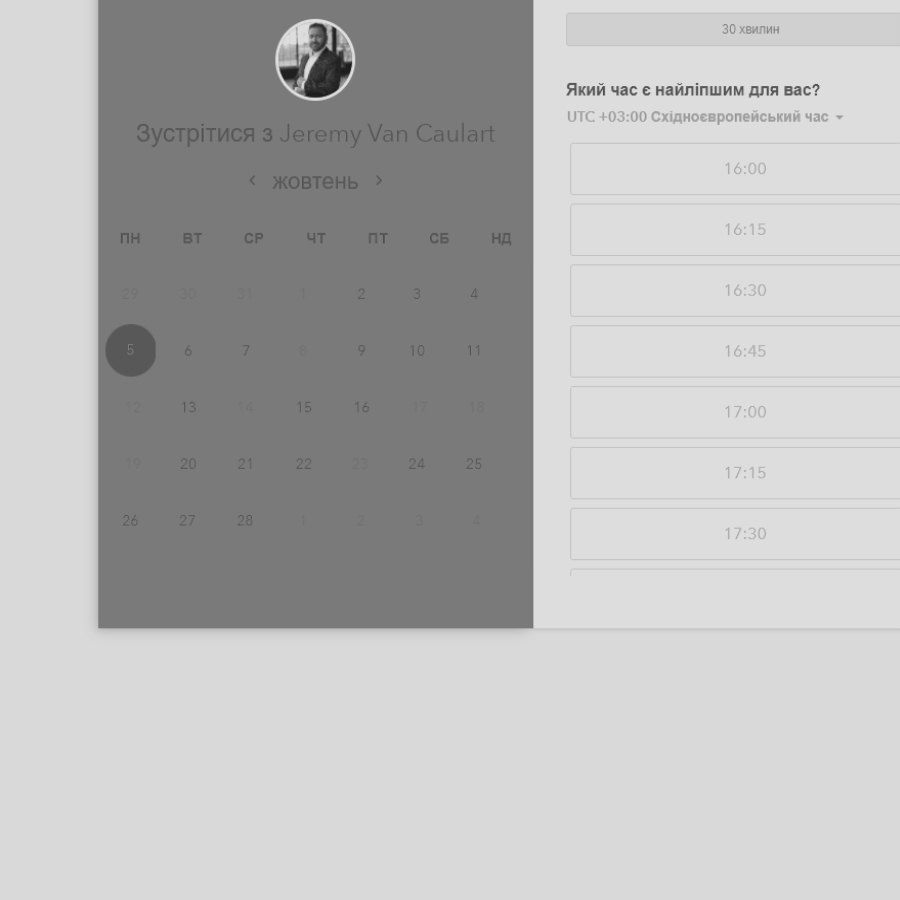 Зустрітися з Jeremy Van Caulart
жовтень
ПН ВТ СР ЧТ ПТ СБ НД
29 30 31 1 2 3 4
5 6 7 8 9 10 11
12 13 14 15 16 17 18
19 20 21 22 23 24 25
26 27 28 1 2 3 4
30 хвилин
Який час є найліпшим для вас?
UTC +03:00 Східноєвропейський час
16:00
16:15
16:30
16:45
17:00
17:15
17:30